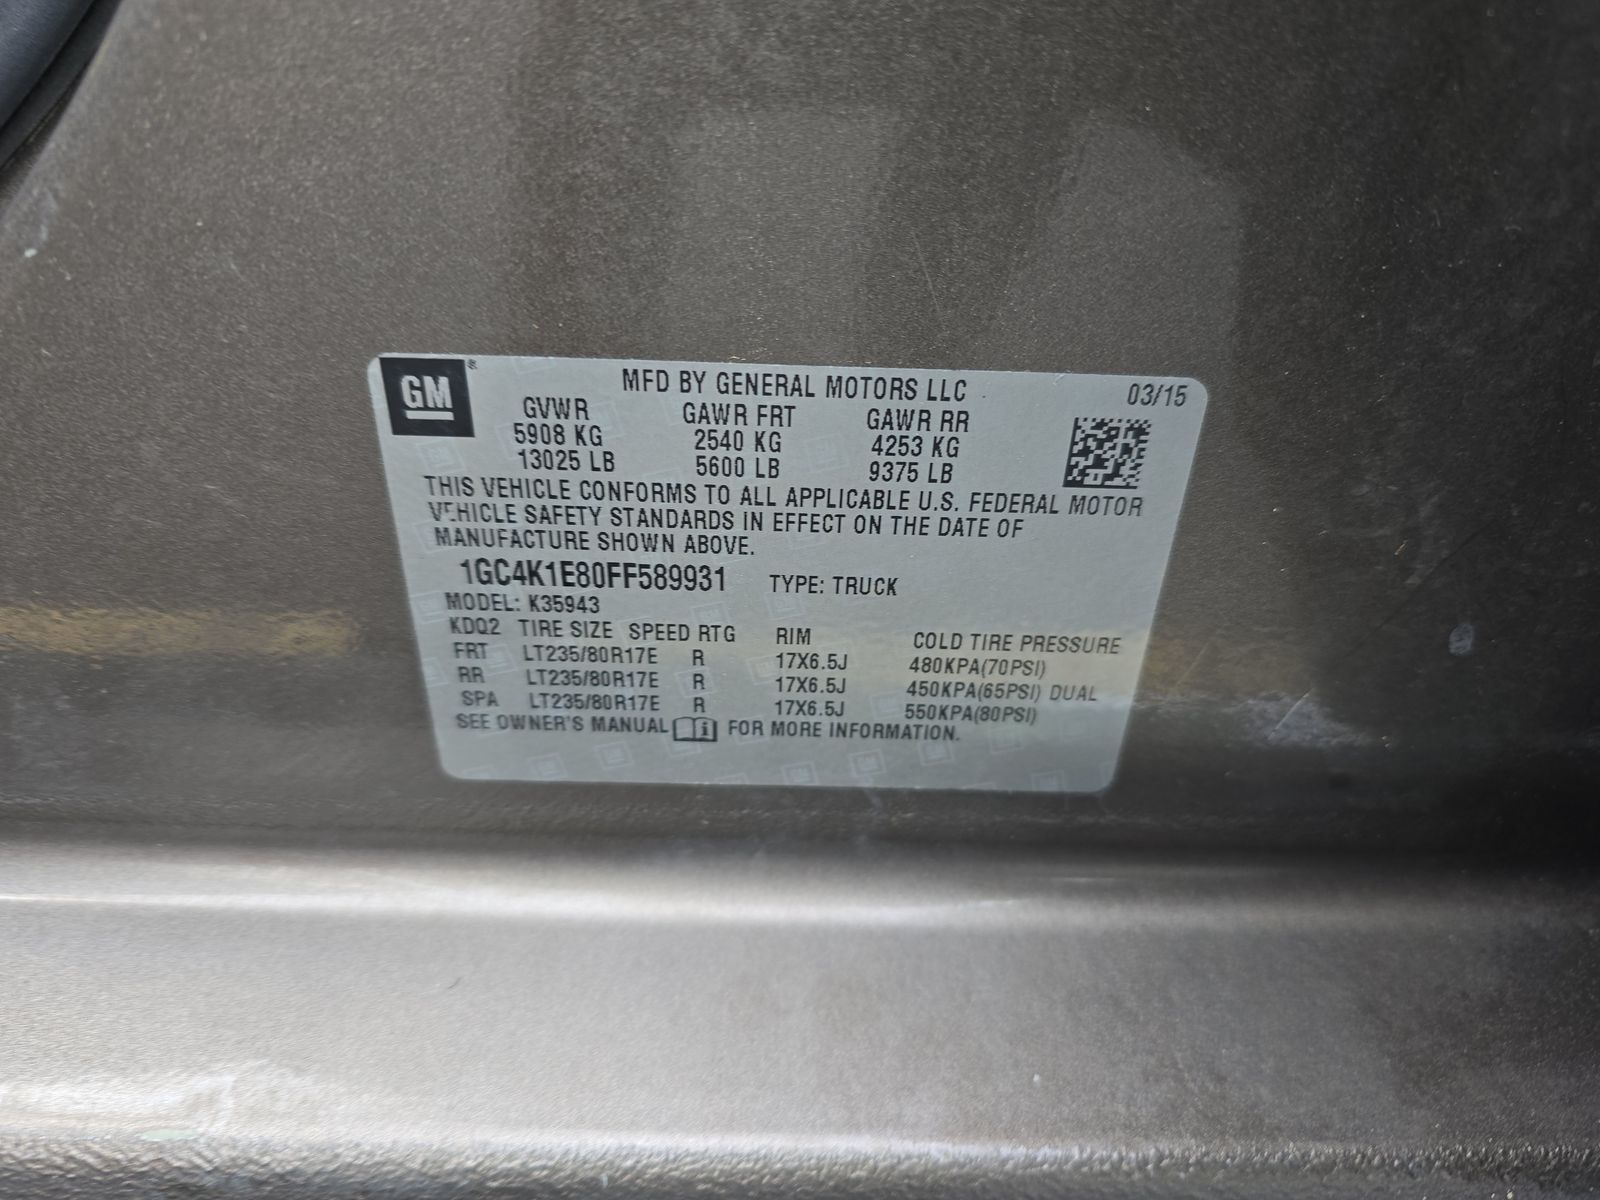 GM ®
MFD BY GENERAL MOTORS LLC 03/15
GVWR GAWR FRT GAWR RR
5908 KG 2540 KG 4253 KG
13025 LB 5600 LB 9375 LB
THIS VEHICLE CONFORMS TO ALL APPLICABLE U.S. FEDERAL MOTOR
VEHICLE SAFETY STANDARDS IN EFFECT ON THE DATE OF
MANUFACTURE SHOWN ABOVE.
1GC4K1E80FF589931 TYPE: TRUCK
MODEL: K35943
KDQ2 TIRE SIZE SPEED RTG RIM COLD TIRE PRESSURE
FRT LT235/80R17E R 17X6.5J 480KPA(70PSI)
RR LT235/80R17E R 17X6.5J 450KPA(65PSI) DUAL
SPA LT235/80R17E R 17X6.5J 550KPA(80PSI)
SEE OWNER'S MANUAL i FOR MORE INFORMATION.